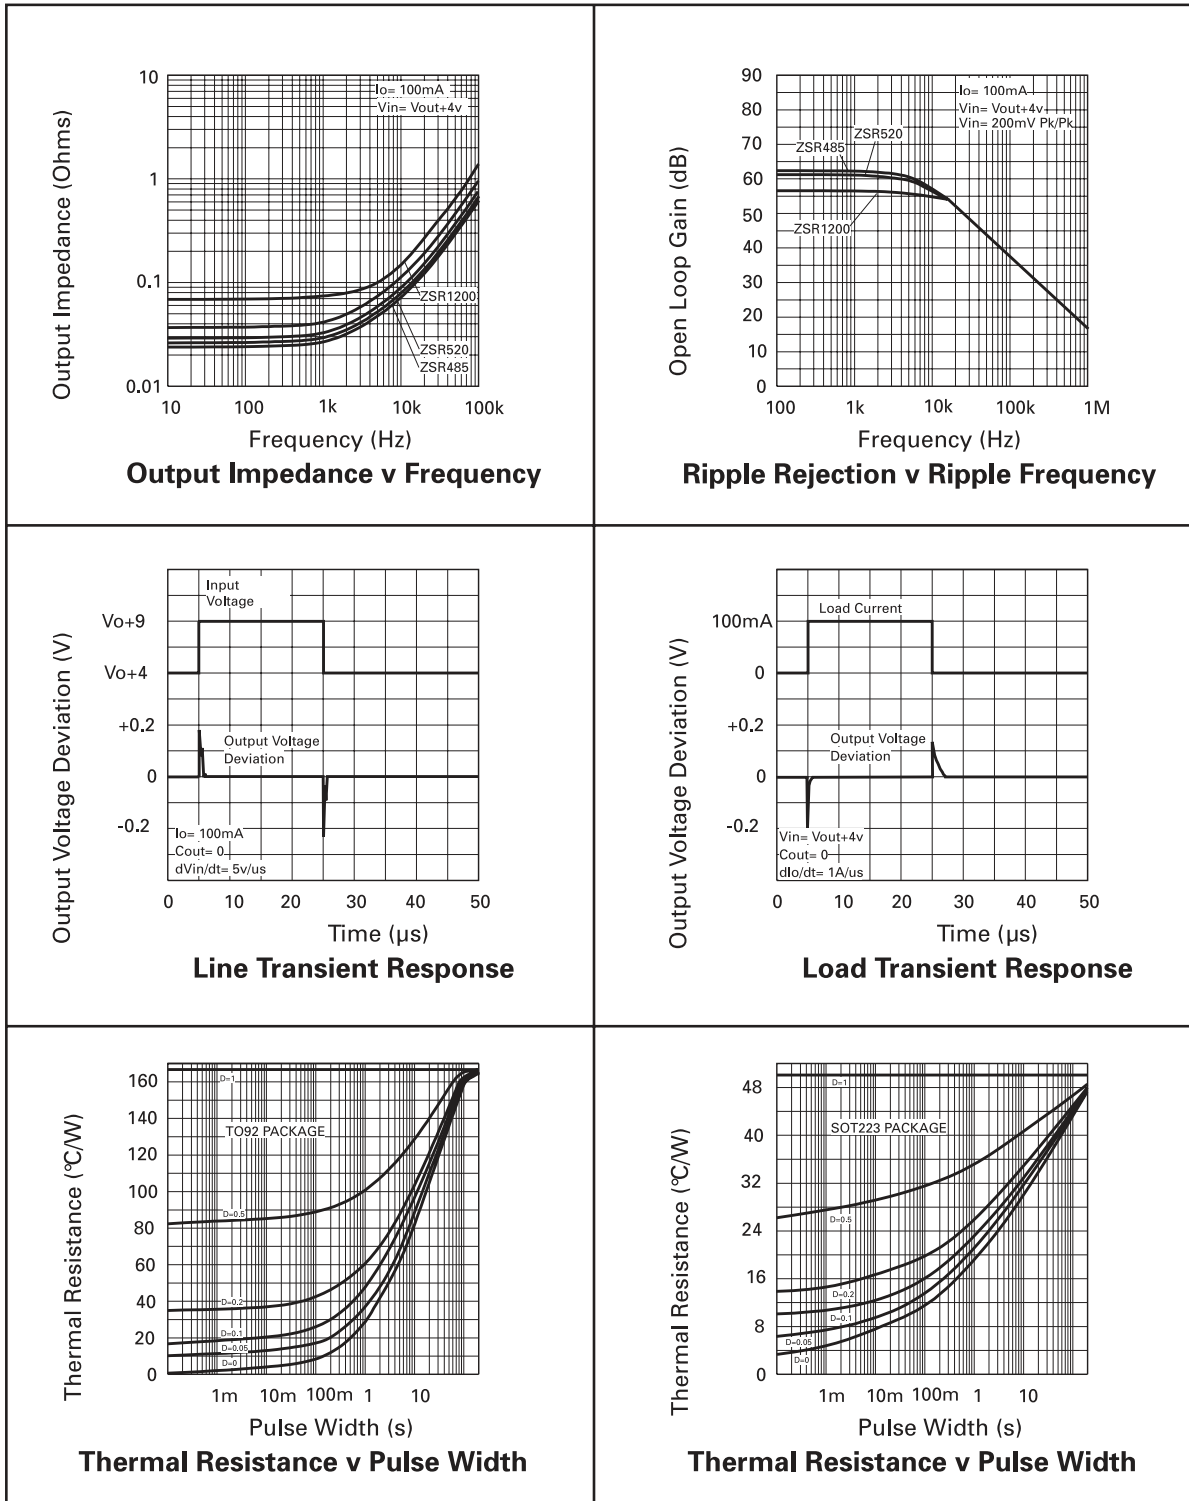 Output Impedance (Ohms)
10
1
0.1
0.01
Io= 100mA
Vin= Vout+4v
ZSR1200
ZSR520
ZSR485
10 100 1k 10k 100k
Frequency (Hz)
Output Impedance v Frequency
Open Loop Gain (dB)
90
80
70
60
50
40
30
20
10
0
Io= 100mA
Vin= Vout+4v
Vin= 200mV Pk/Pk
ZSR520
ZSR485
ZSR1200
100 1k 10k 100k 1M
Frequency (Hz)
Ripple Rejection v Ripple Frequency
Output Voltage Deviation (V)
Input
Voltage
Vo+9
Vo+4
+0.2
0
-0.2
Output Voltage
Deviation
Io= 100mA
Cout= 0
dVin/dt= 5v/us
0 10 20 30 40 50
Time (µs)
Line Transient Response
Output Voltage Deviation (V)
Load Current
100mA
0
+0.2
0
-0.2
Output Voltage
Deviation
Vin= Vout+4v
Cout= 0
dIo/dt= 1A/us
0 10 20 30 40 50
Time (µs)
Load Transient Response
Thermal Resistance (°C/W)
160
140
120
100
80
60
40
20
0
D=1
TO92 PACKAGE
D=0.5
D=0.2
D=0.1
D=0.05
D=0
1m 10m 100m 1 10
Pulse Width (s)
Thermal Resistance v Pulse Width
Thermal Resistance (°C/W)
48
40
32
24
16
8
0
D=1
SOT223 PACKAGE
D=0.5
D=0.2
D=0.1
D=0.05
D=0
1m 10m 100m 1 10
Pulse Width (s)
Thermal Resistance v Pulse Width